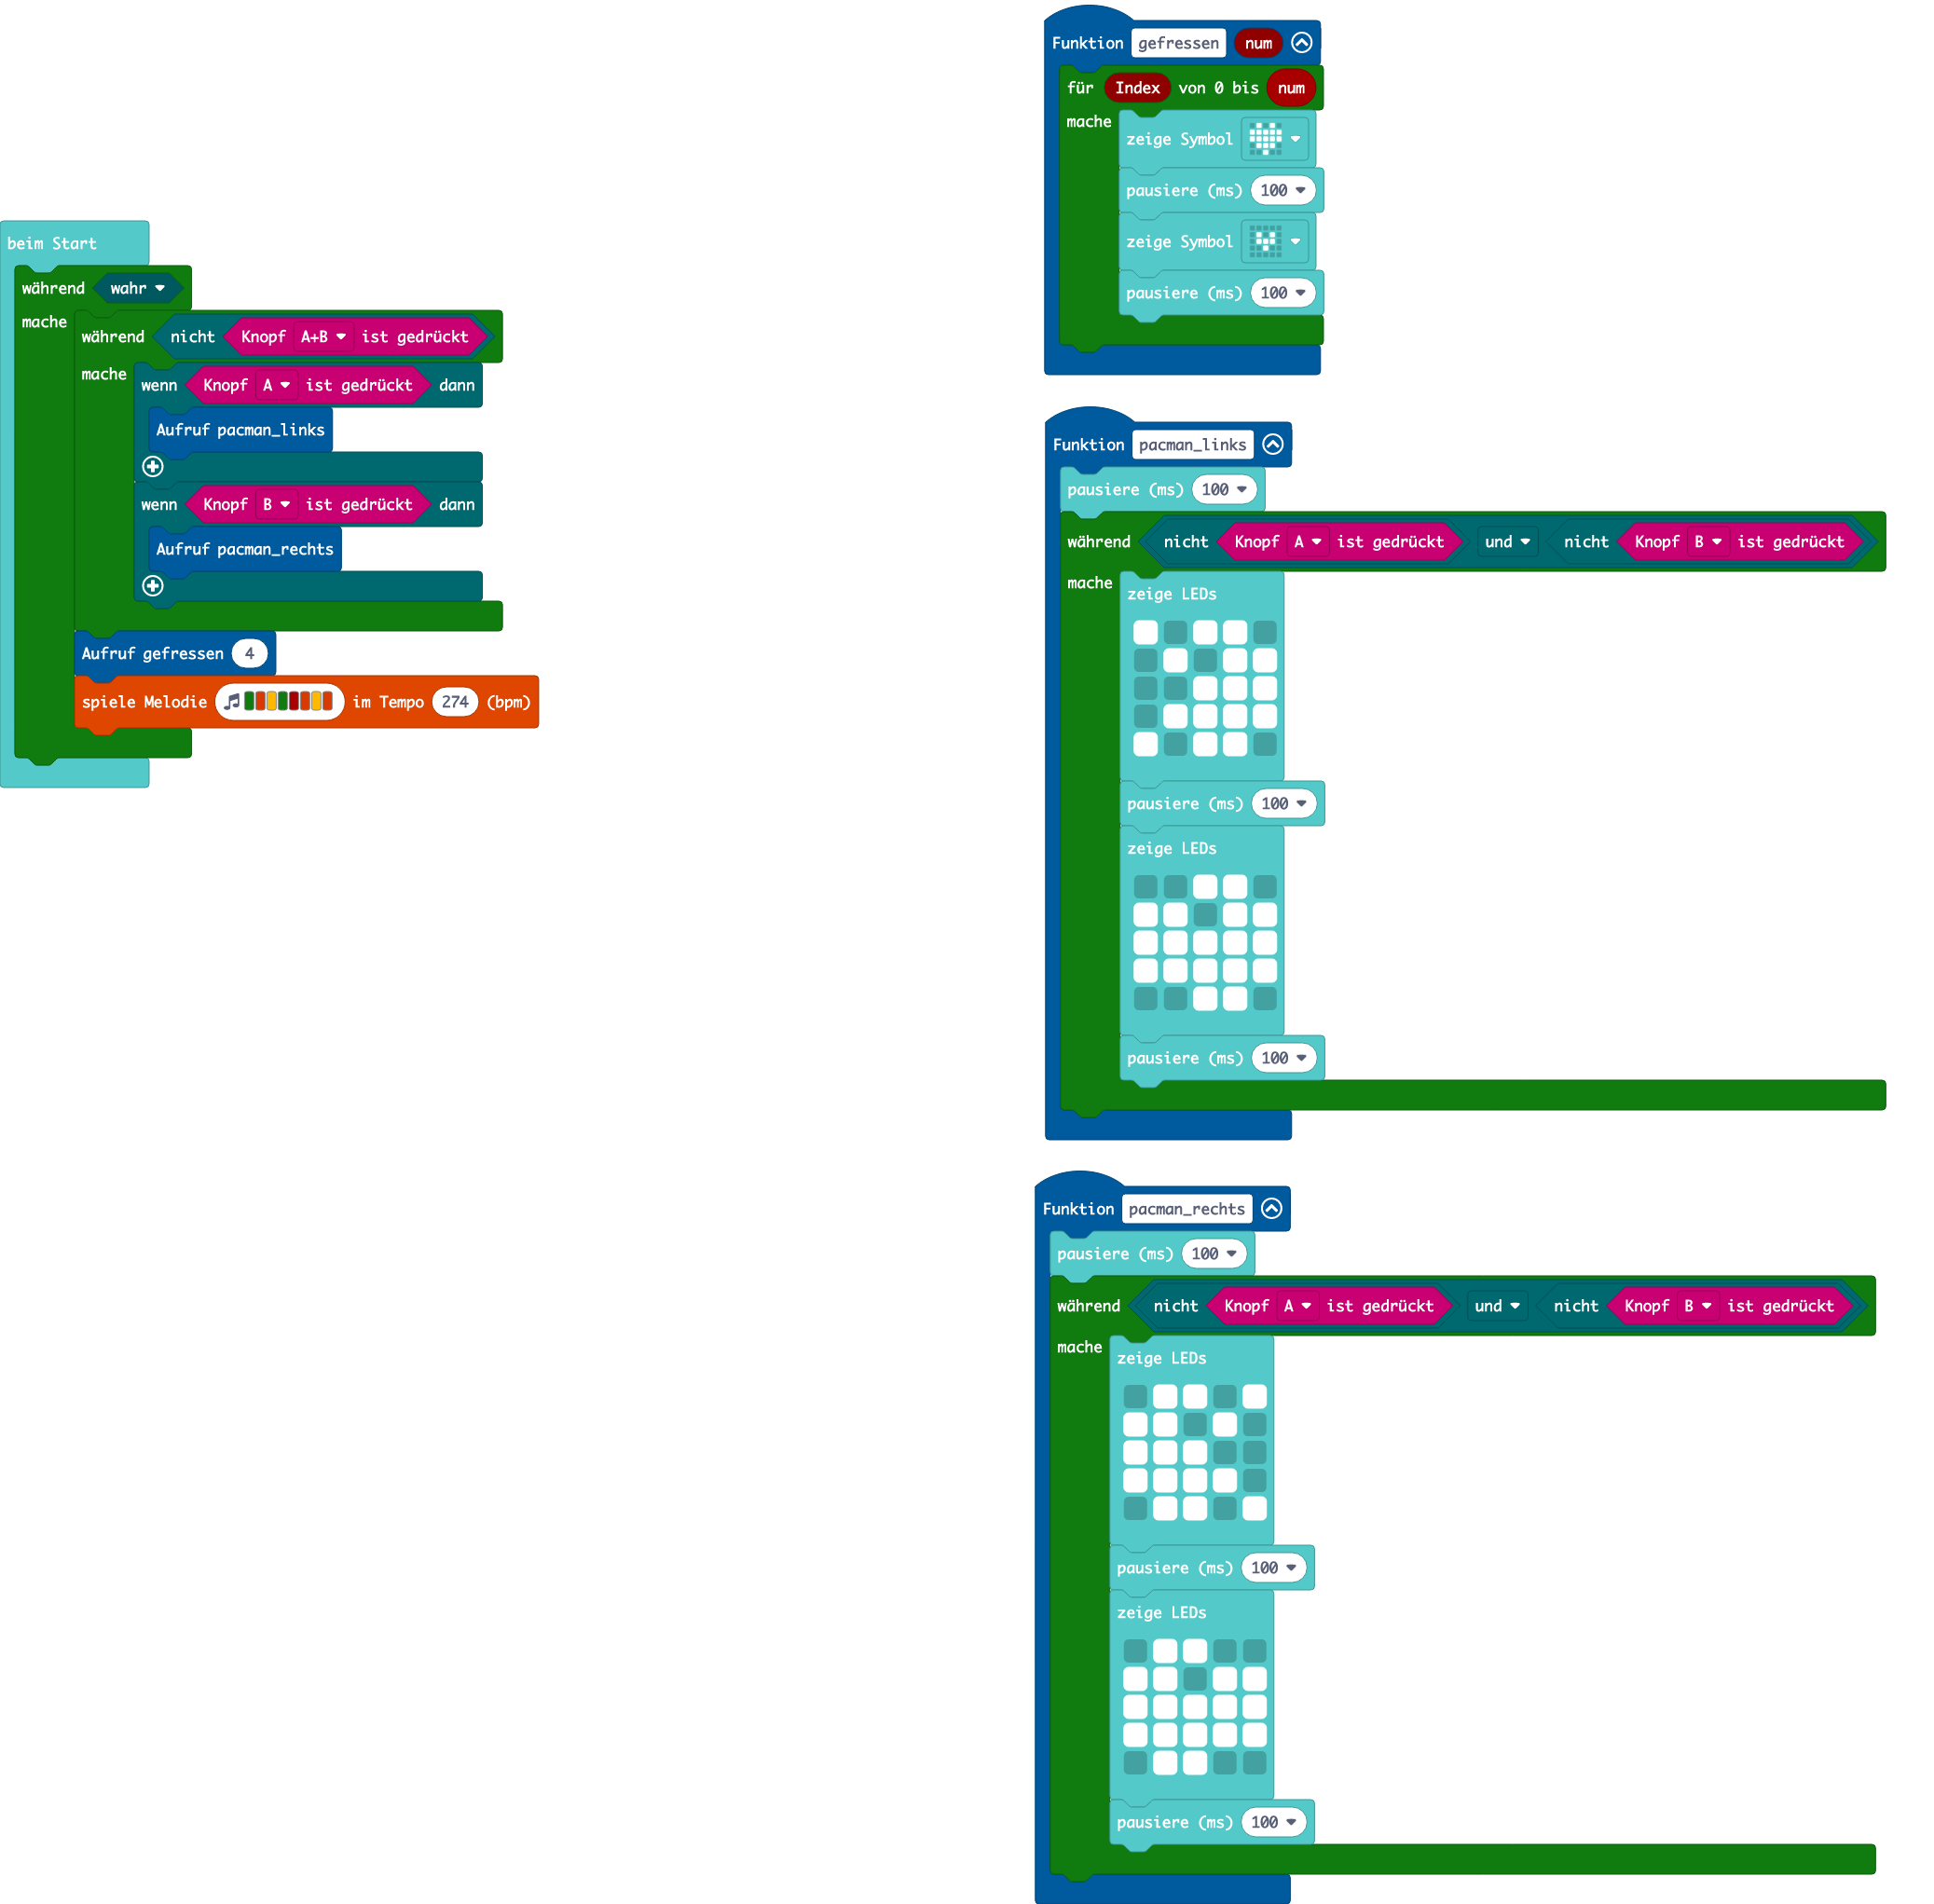 beim Start
während wahr
mache
während nicht Knopf A+B ist gedrückt
mache
wenn Knopf A ist gedrückt dann
Aufruf pacman_links
wenn Knopf B ist gedrückt dann
Aufruf pacman_rechts
Aufruf gefressen 4
spiele Melodie im Tempo 274 (bpm)
Funktion gefressen num
für Index von 0 bis num
mache
zeige Symbol
pausiere (ms) 100
zeige Symbol
pausiere (ms) 100
Funktion pacman_links
pausiere (ms) 100
während nicht Knopf A ist gedrückt und nicht Knopf B ist gedrückt
mache
zeige LEDs
pausiere (ms) 100
zeige LEDs
pausiere (ms) 100
Funktion pacman_rechts
pausiere (ms) 100
während nicht Knopf A ist gedrückt und nicht Knopf B ist gedrückt
mache
zeige LEDs
pausiere (ms) 100
zeige LEDs
pausiere (ms) 100